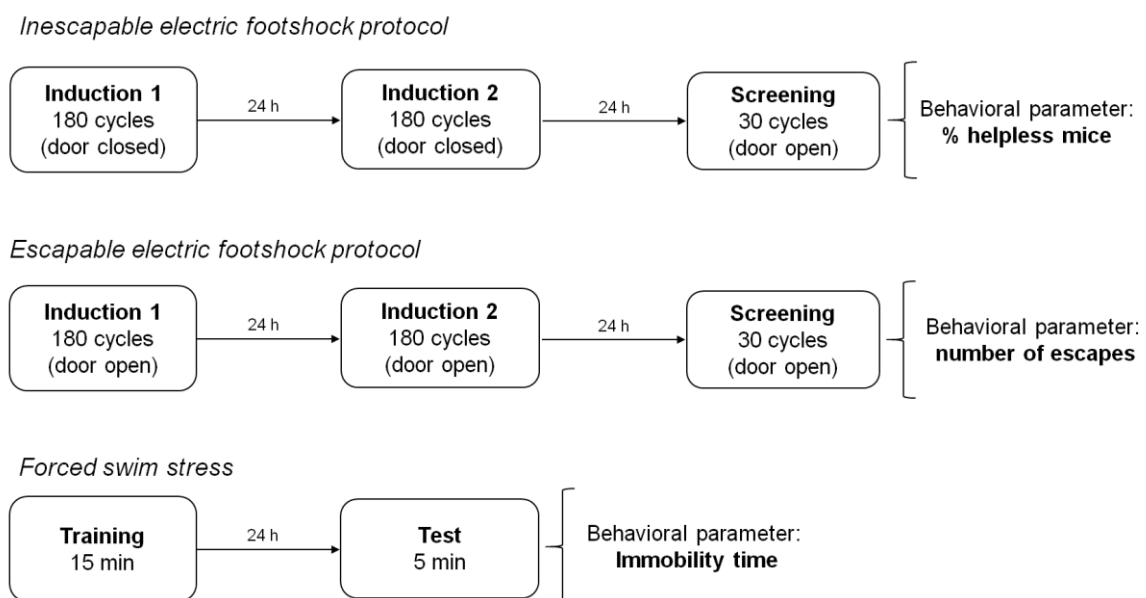 Inescapable electric footshock protocol
Induction 1
180 cycles
(door closed)
24 h
Induction 2
180 cycles
(door closed)
24 h
Screening
30 cycles
(door open)
Behavioral parameter:
% helpless mice
Escapable electric footshock protocol
Induction 1
180 cycles
(door open)
24 h
Induction 2
180 cycles
(door open)
24 h
Screening
30 cycles
(door open)
Behavioral parameter:
number of escapes
Forced swim stress
Training
15 min
24 h
Test
5 min
Behavioral parameter:
Immobility time